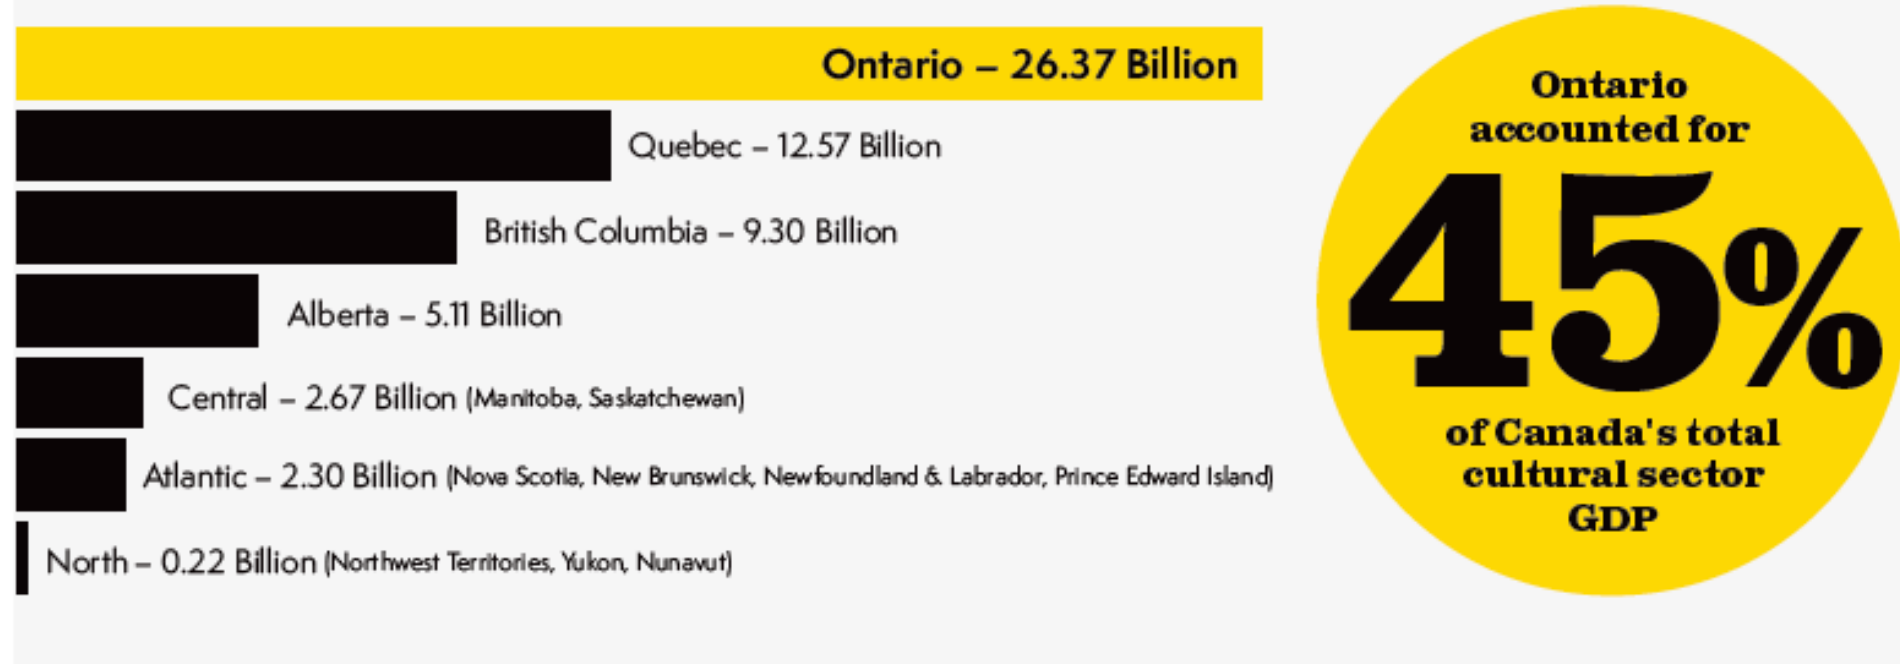 Ontario – 26.37 Billion
Quebec – 12.57 Billion
British Columbia – 9.30 Billion
Alberta – 5.11 Billion
Central – 2.67 Billion (Manitoba, Saskatchewan)
Atlantic – 2.30 Billion (Nova Scotia, New Brunswick, Newfoundland & Labrador, Prince Edward Island)
North – 0.22 Billion (Northwest Territories, Yukon, Nunavut)
Ontario
accounted for
45%
of Canada's total
cultural sector
GDP